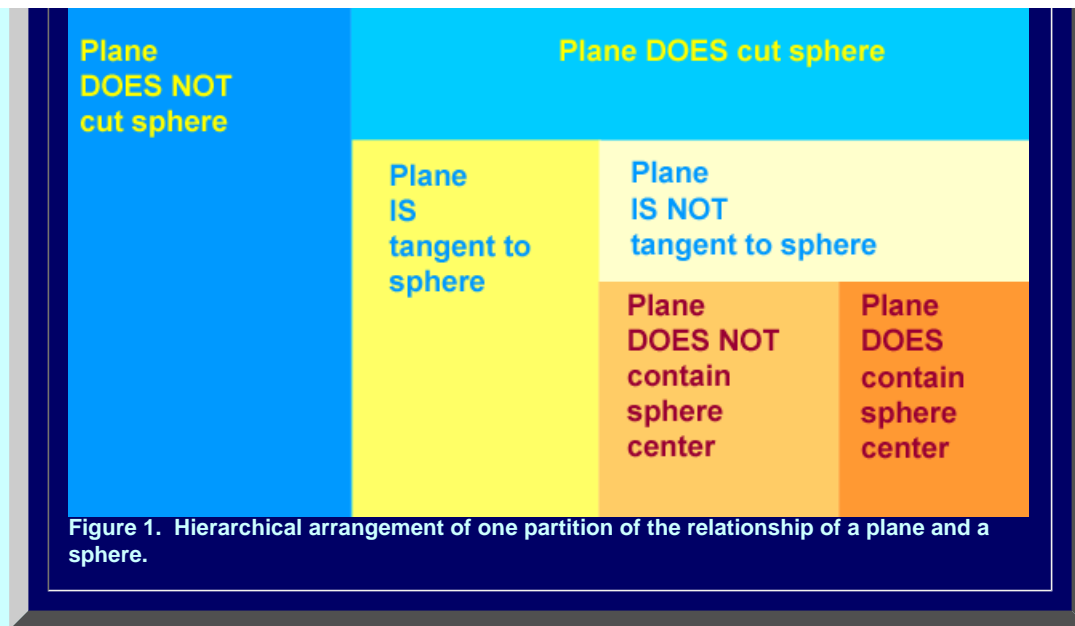 Plane
DOES NOT
cut sphere
Plane DOES cut sphere
Plane
IS
tangent to
sphere
Plane
IS NOT
tangent to sphere
Plane
DOES NOT
contain
sphere
center
Plane
DOES
contain
sphere
center
Figure 1.  Hierarchical arrangement of one partition of the relationship of a plane and a
sphere.